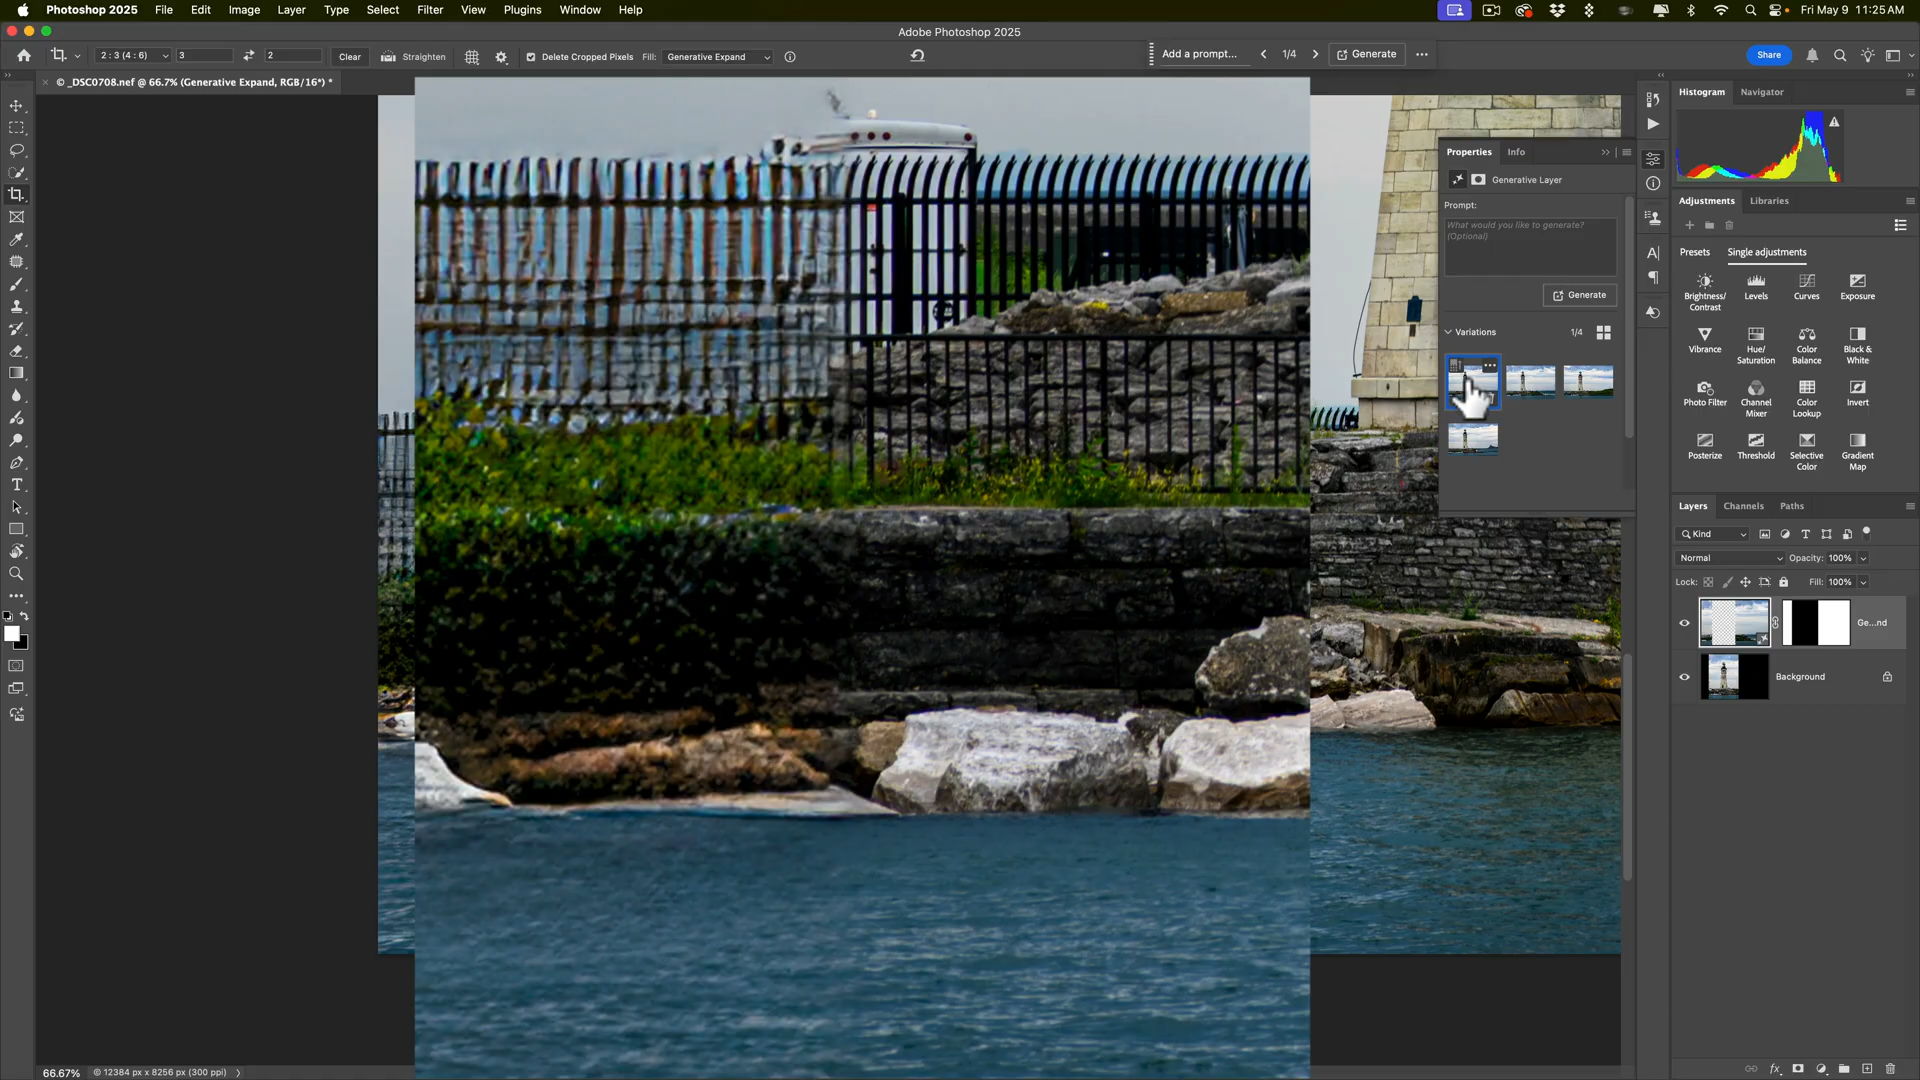 Photoshop 2025 File Edit Image Layer Type Select Filter View Plugins Window Help Fri May 9 11:25 AM
Adobe Photoshop 2025
2 : 3 (4 : 6) 3 2 Clear Straighten Delete Cropped Pixels Fill: Generative Expand Add a prompt... 1/4 Generate Share
© _DSC0708.nef @ 66.7% (Generative Expand, RGB/16*) *
Histogram Navigator
Properties Info
Generative Layer
Prompt:
What would you like to generate?
(Optional)
Generate
Variations 1/4
Adjustments Libraries
Presets Single adjustments
Brightness/
Contrast
Levels
Curves
Exposure
Vibrance
Hue/
Saturation
Color
Balance
Black &
White
Photo Filter
Channel
Mixer
Color
Lookup
Invert
Posterize
Threshold
Selective
Color
Gradient
Map
Layers Channels Paths
Kind
Normal Opacity: 100%
Lock: Fill: 100%
Ge...nd
Background
66.67% © 12384 px x 8256 px (300 ppi)